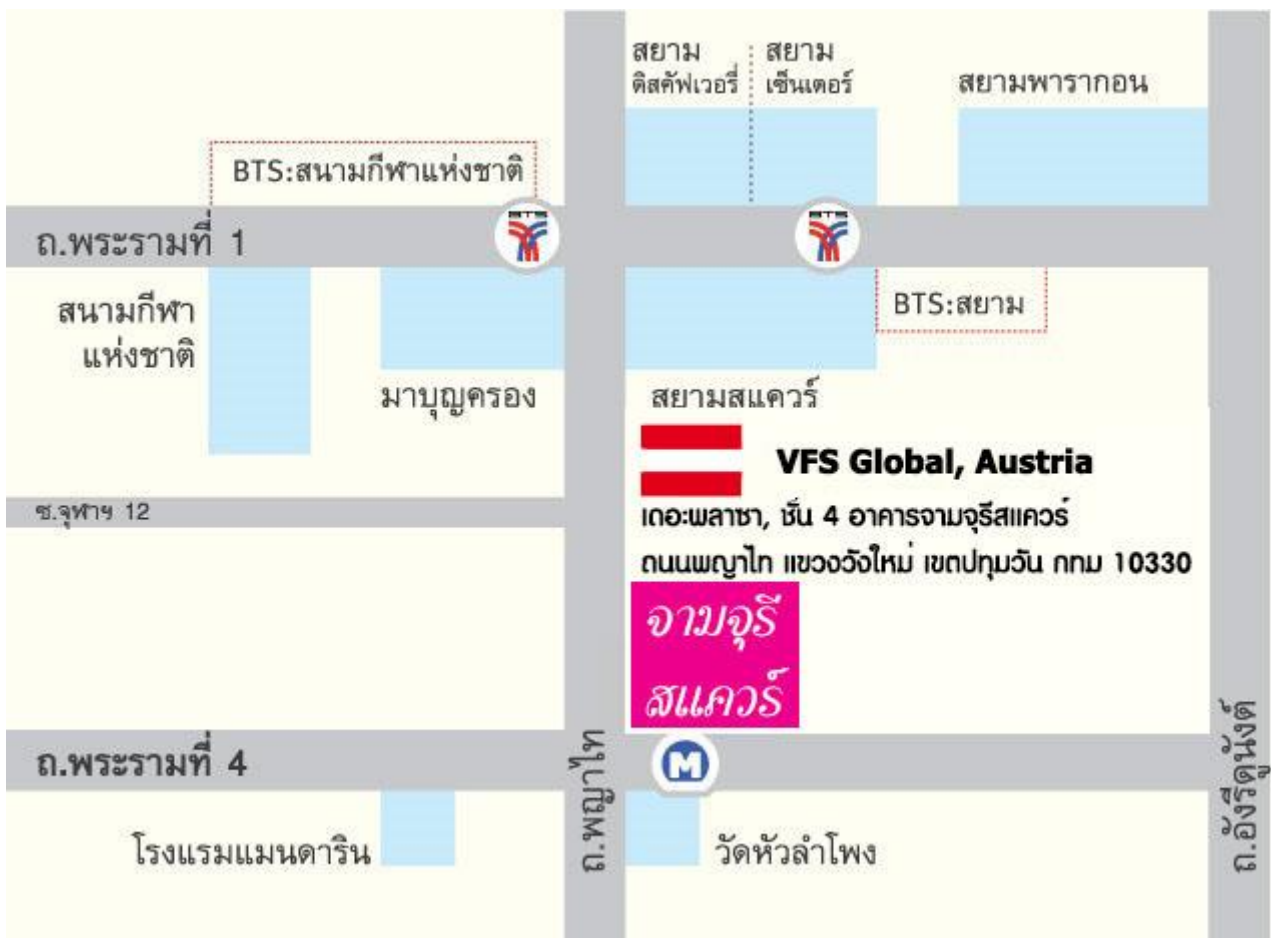 สยาม
ดิสคัฟเวอรี่
สยาม
เซ็นเตอร์
สยามพารากอน
BTS:สนามกีฬาแห่งชาติ
ถ.พระรามที่ 1
สนามกีฬา
แห่งชาติ
BTS:สยาม
มาบุญครอง
สยามสแควร์
VFS Global, Austria
เดอะพลาซา, ชั้น 4 อาคารจามจุรีสแควร์
ถนนพญาไท แขวงวังใหม่ เขตปทุมวัน กทม 10330
ซ.จุฬาฯ 12
จามจุรี
สแควร์
ถ.พระรามที่ 4
M
ถ.พญาไท
ถ.อังรีดูนังต์
โรงแรมแมนดาริน
วัดหัวลำโพง